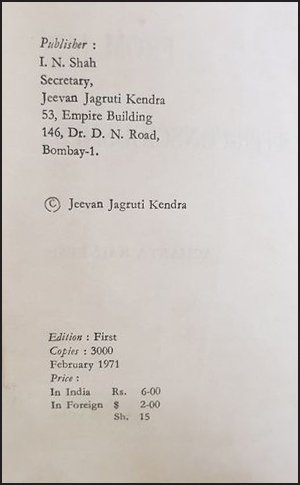 Publisher :
I. N. Shah
Secretary,
Jeevan Jagruti Kendra
53, Empire Building
146, Dr. D. N. Road,
Bombay-1.
© Jeevan Jagruti Kendra
Edition : First
Copies : 3000
February 1971
Price :
In India Rs. 6-00
In Foreign $ 2-00
Sh. 15